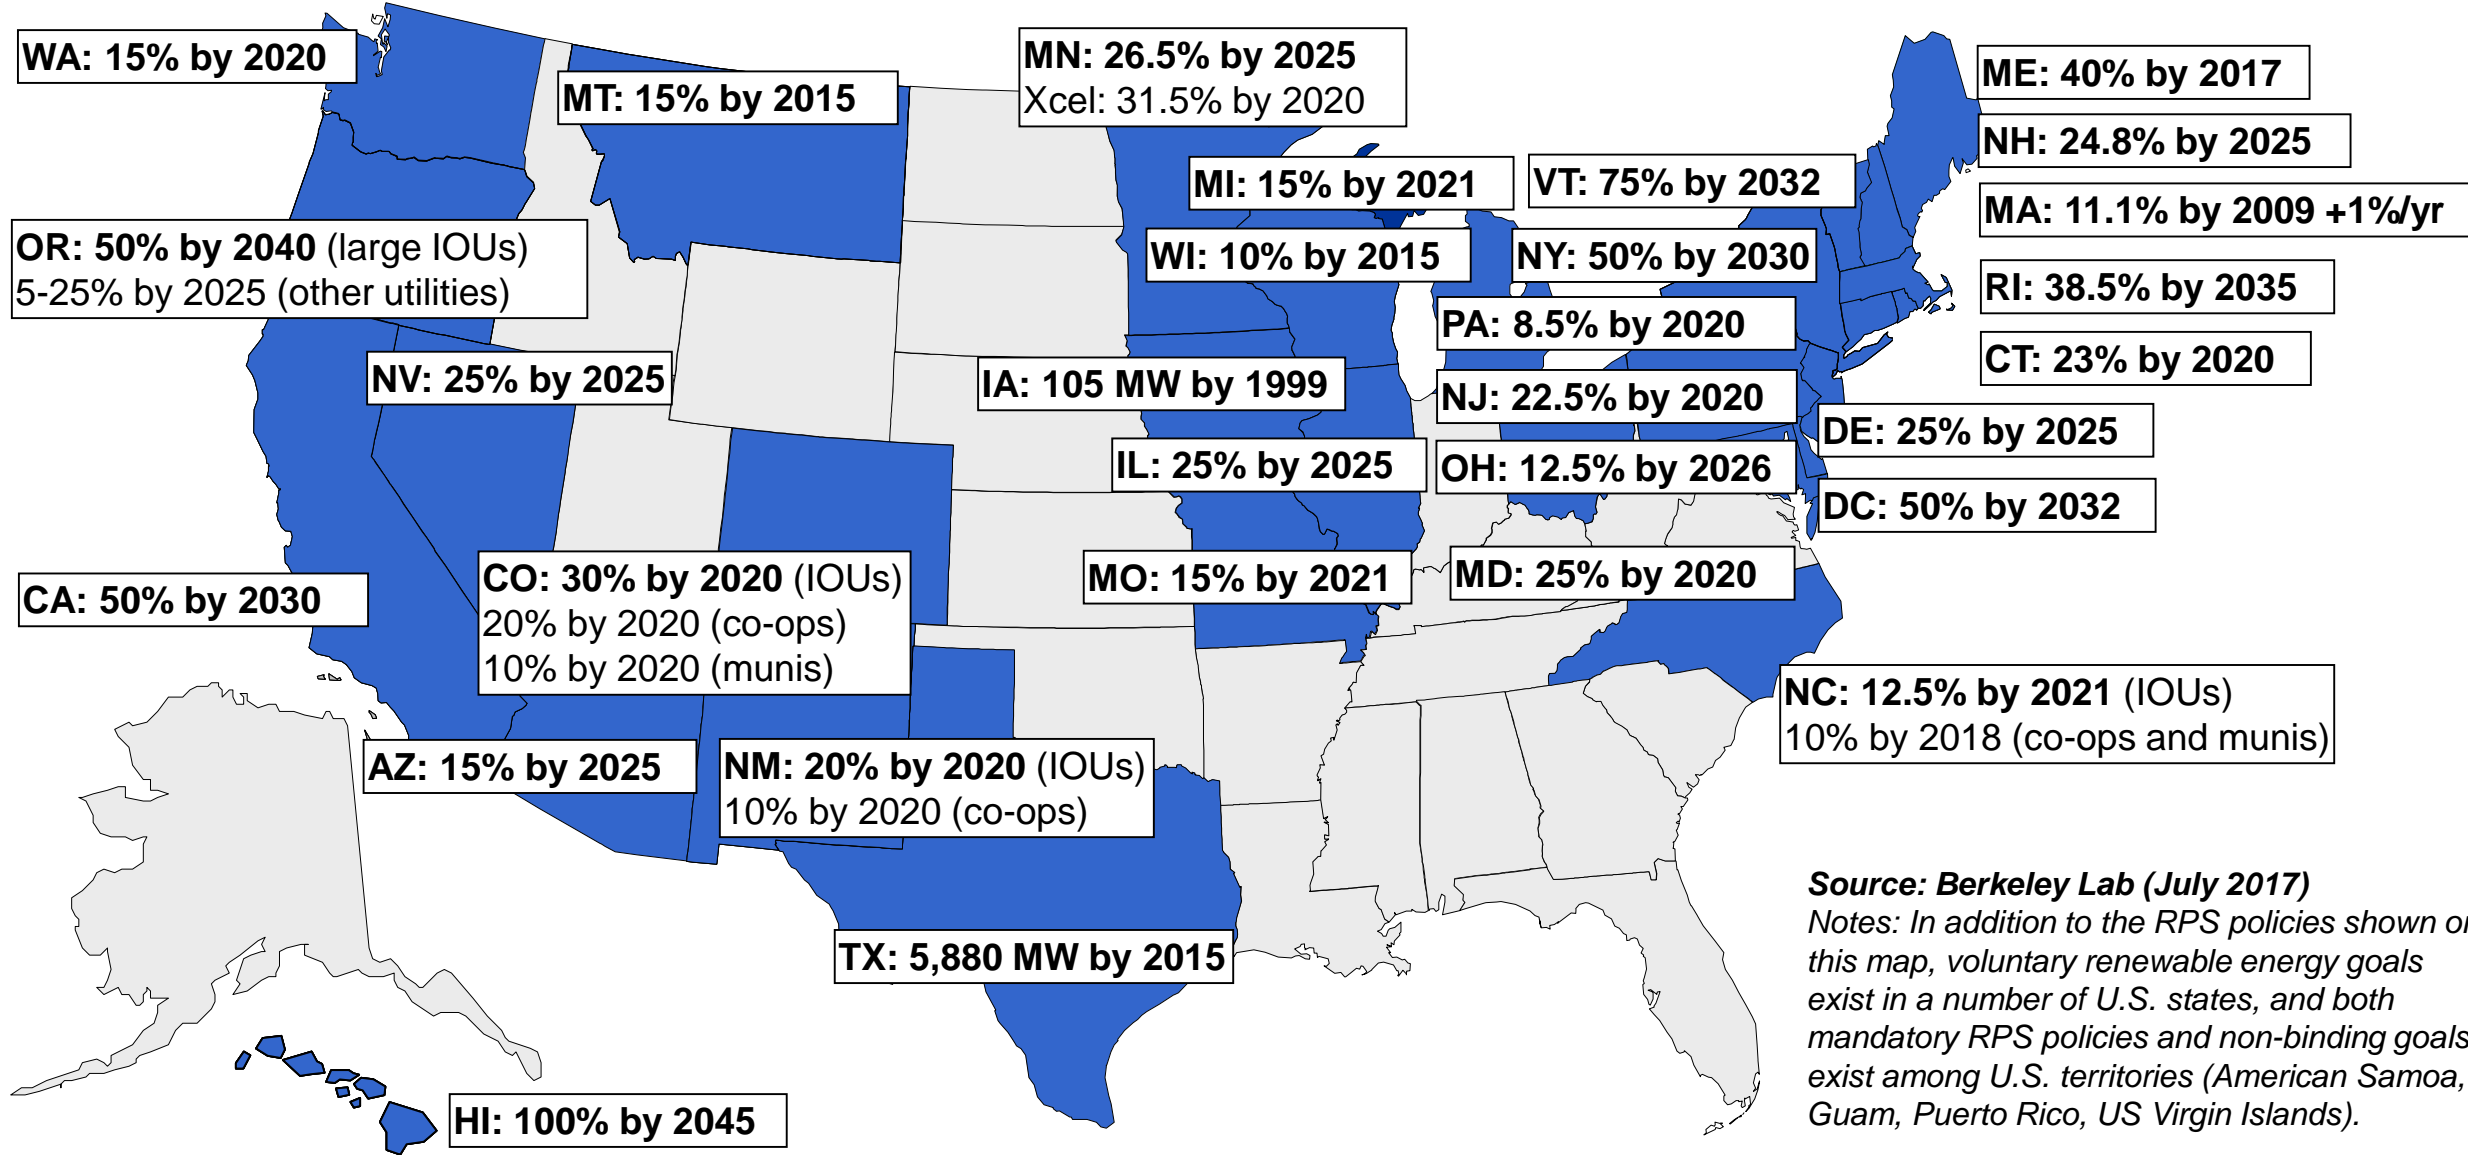 WA: 15% by 2020
MT: 15% by 2015
MN: 26.5% by 2025
Xcel: 31.5% by 2020
ME: 40% by 2017
NH: 24.8% by 2025
MI: 15% by 2021
VT: 75% by 2032
MA: 11.1% by 2009 +1%/yr
OR: 50% by 2040 (large IOUs)
5-25% by 2025 (other utilities)
WI: 10% by 2015
NY: 50% by 2030
RI: 38.5% by 2035
PA: 8.5% by 2020
CT: 23% by 2020
NV: 25% by 2025
IA: 105 MW by 1999
NJ: 22.5% by 2020
DE: 25% by 2025
IL: 25% by 2025
OH: 12.5% by 2026
DC: 50% by 2032
CA: 50% by 2030
CO: 30% by 2020 (IOUs)
20% by 2020 (co-ops)
10% by 2020 (munis)
MO: 15% by 2021
MD: 25% by 2020
NC: 12.5% by 2021 (IOUs)
10% by 2018 (co-ops and munis)
AZ: 15% by 2025
NM: 20% by 2020 (IOUs)
10% by 2020 (co-ops)
TX: 5,880 MW by 2015
HI: 100% by 2045
Source: Berkeley Lab (July 2017)
Notes: In addition to the RPS policies shown on
this map, voluntary renewable energy goals
exist in a number of U.S. states, and both
mandatory RPS policies and non-binding goals
exist among U.S. territories (American Samoa,
Guam, Puerto Rico, US Virgin Islands).